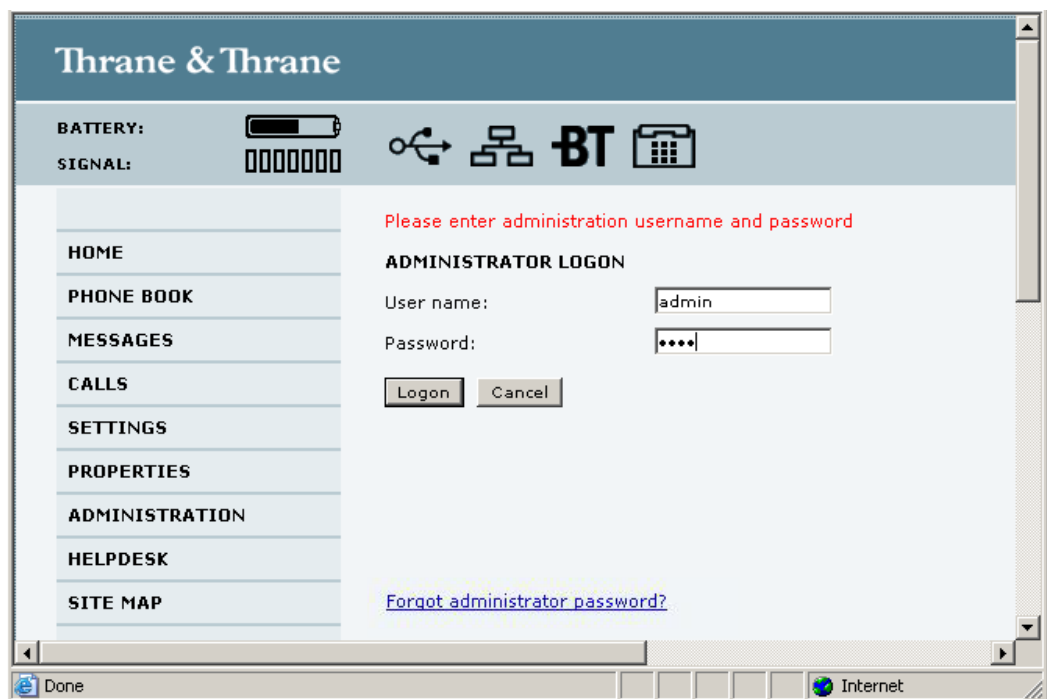 Thrane & Thrane
BATTERY:
SIGNAL:
BT
HOME
PHONE BOOK
MESSAGES
CALLS
SETTINGS
PROPERTIES
ADMINISTRATION
HELPDESK
SITE MAP
Please enter administration username and password
ADMINISTRATOR LOGON
User name: admin
Password: ••••
Logon Cancel
Forgot administrator password?
Done Internet